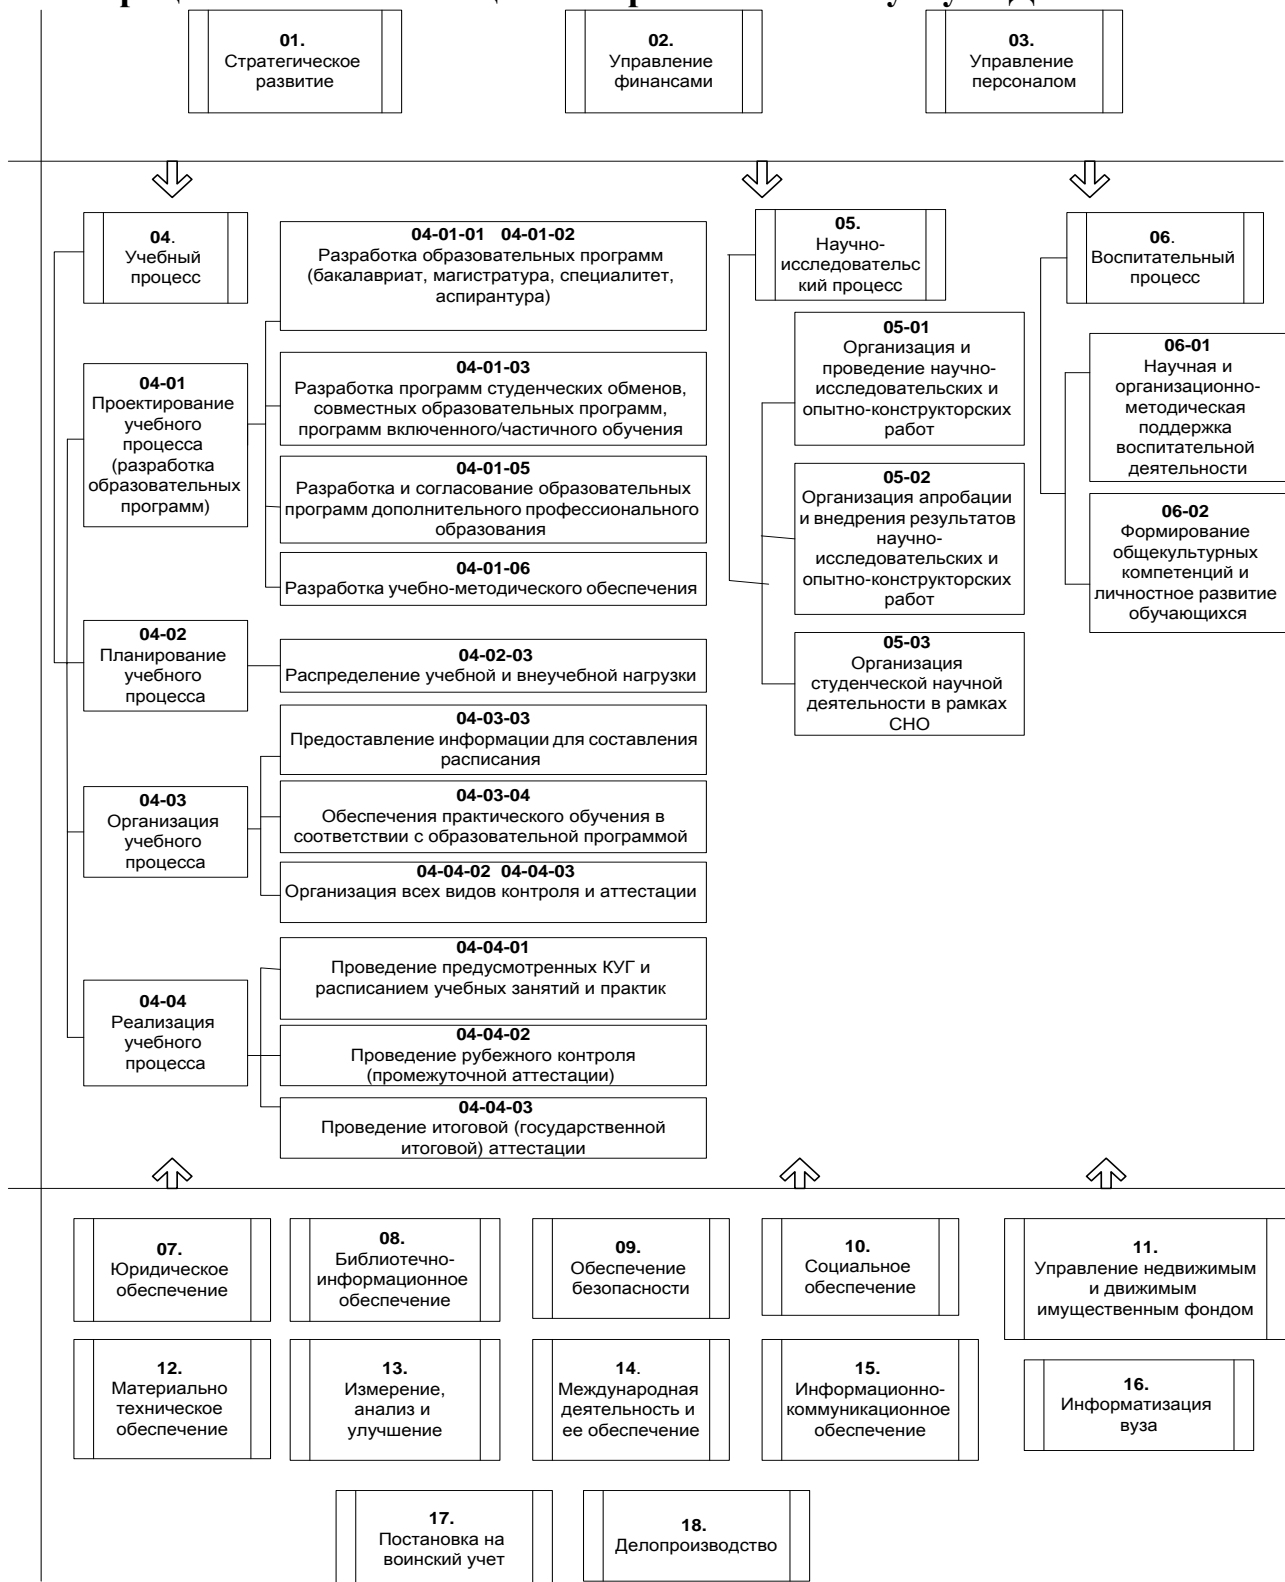 01.
Стратегическое
развитие
02.
Управление
финансами
03.
Управление
персоналом
04.
Учебный
процесс
04-01-01 04-01-02
Разработка образовательных программ
(бакалавриат, магистратура, специалитет,
аспирантура)
05.
Научно-
исследовательс
кий процесс
06.
Воспитательный
процесс
04-01
Проектирование
учебного
процесса
(разработка
образовательных
программ)
04-01-03
Разработка программ студенческих обменов,
совместных образовательных программ,
программ включенного/частичного обучения
04-01-05
Разработка и согласование образовательных
программ дополнительного профессионального
образования
04-01-06
Разработка учебно-методического обеспечения
05-01
Организация и
проведение научно-
исследовательских и
опытно-конструкторских
работ
05-02
Организация апробации
и внедрения результатов
научно-
исследовательских и
опытно-конструкторских
работ
05-03
Организация
студенческой научной
деятельности в рамках
СНО
06-01
Научная и
организационно-
методическая
поддержка
воспитательной
деятельности
06-02
Формирование
общекультурных
компетенций и
личностное развитие
обучающихся
04-02
Планирование
учебного
процесса
04-02-03
Распределение учебной и внеучебной нагрузки
04-03
Организация
учебного
процесса
04-03-03
Предоставление информации для составления
расписания
04-03-04
Обеспечения практического обучения в
соответствии с образовательной программой
04-04-02 04-04-03
Организация всех видов контроля и аттестации
04-04
Реализация
учебного
процесса
04-04-01
Проведение предусмотренных КУГ и
расписанием учебных занятий и практик
04-04-02
Проведение рубежного контроля
(промежуточной аттестации)
04-04-03
Проведение итоговой (государственной
итоговой) аттестации
07.
Юридическое
обеспечение
08.
Библиотечно-
информационное
обеспечение
09.
Обеспечение
безопасности
10.
Социальное
обеспечение
11.
Управление недвижимым
и движимым
имущественным фондом
12.
Материально
техническое
обеспечение
13.
Измерение,
анализ и
улучшение
14.
Международная
деятельность и
ее обеспечение
15.
Информационно-
коммуникационное
обеспечение
16.
Информатизация
вуза
17.
Постановка на
воинский учет
18.
Делопроизводство